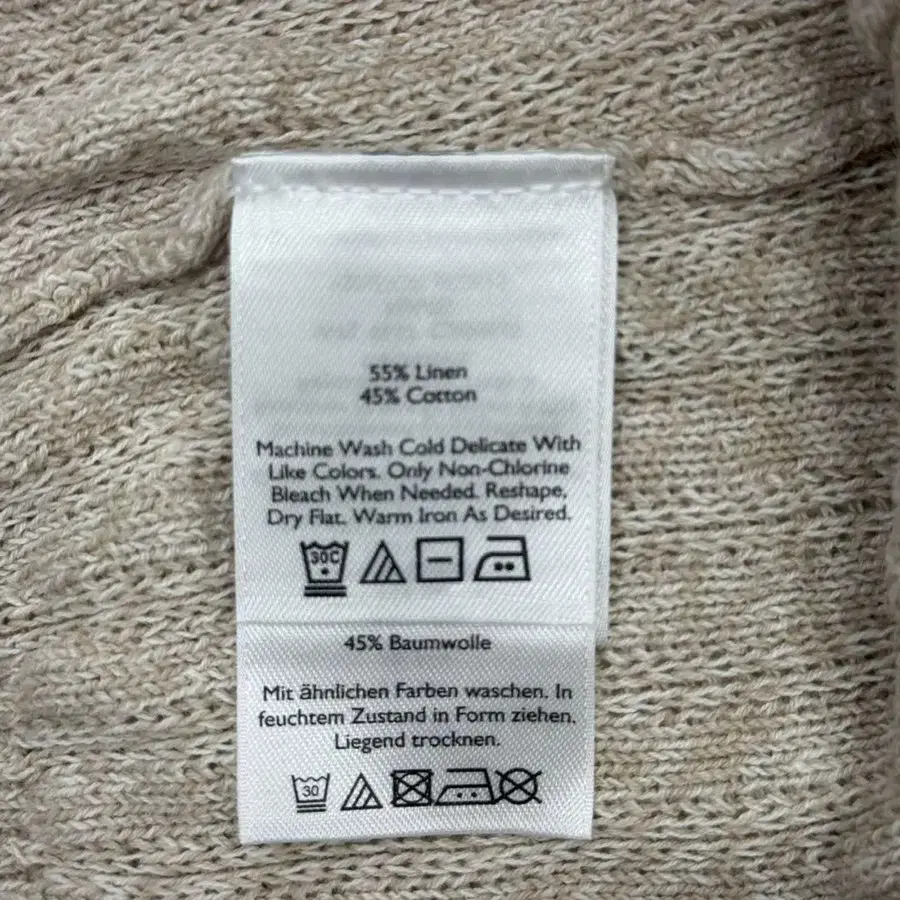 55% Linen
45% Cotton
Machine Wash Cold Delicate With
Like Colors. Only Non-Chlorine
Bleach When Needed. Reshape,
Dry Flat. Warm Iron As Desired.
30C
45% Baumwolle
Mit ähnlichen Farben waschen. In
feuchtem Zustand in Form ziehen.
Liegend trocknen.
30